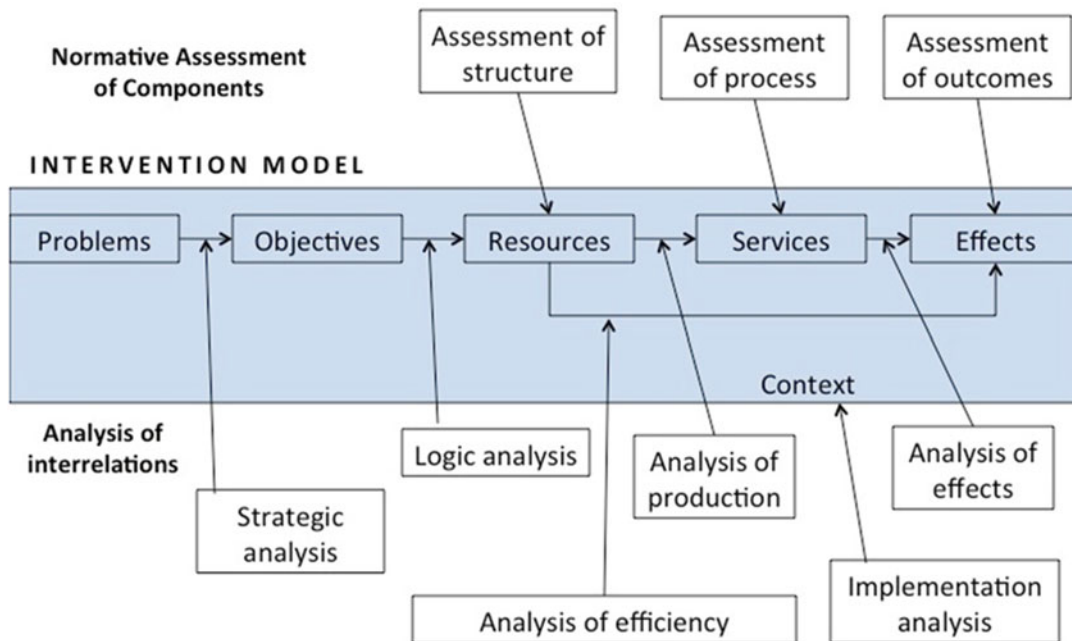 Normative Assessment
of Components
Assessment of
structure
Assessment
of process
Assessment
of outcomes
INTERVENTION MODEL
Problems
Objectives
Resources
Services
Effects
Context
Analysis of
interrelations
Strategic
analysis
Logic analysis
Analysis of
production
Analysis of
effects
Analysis of efficiency
Implementation
analysis